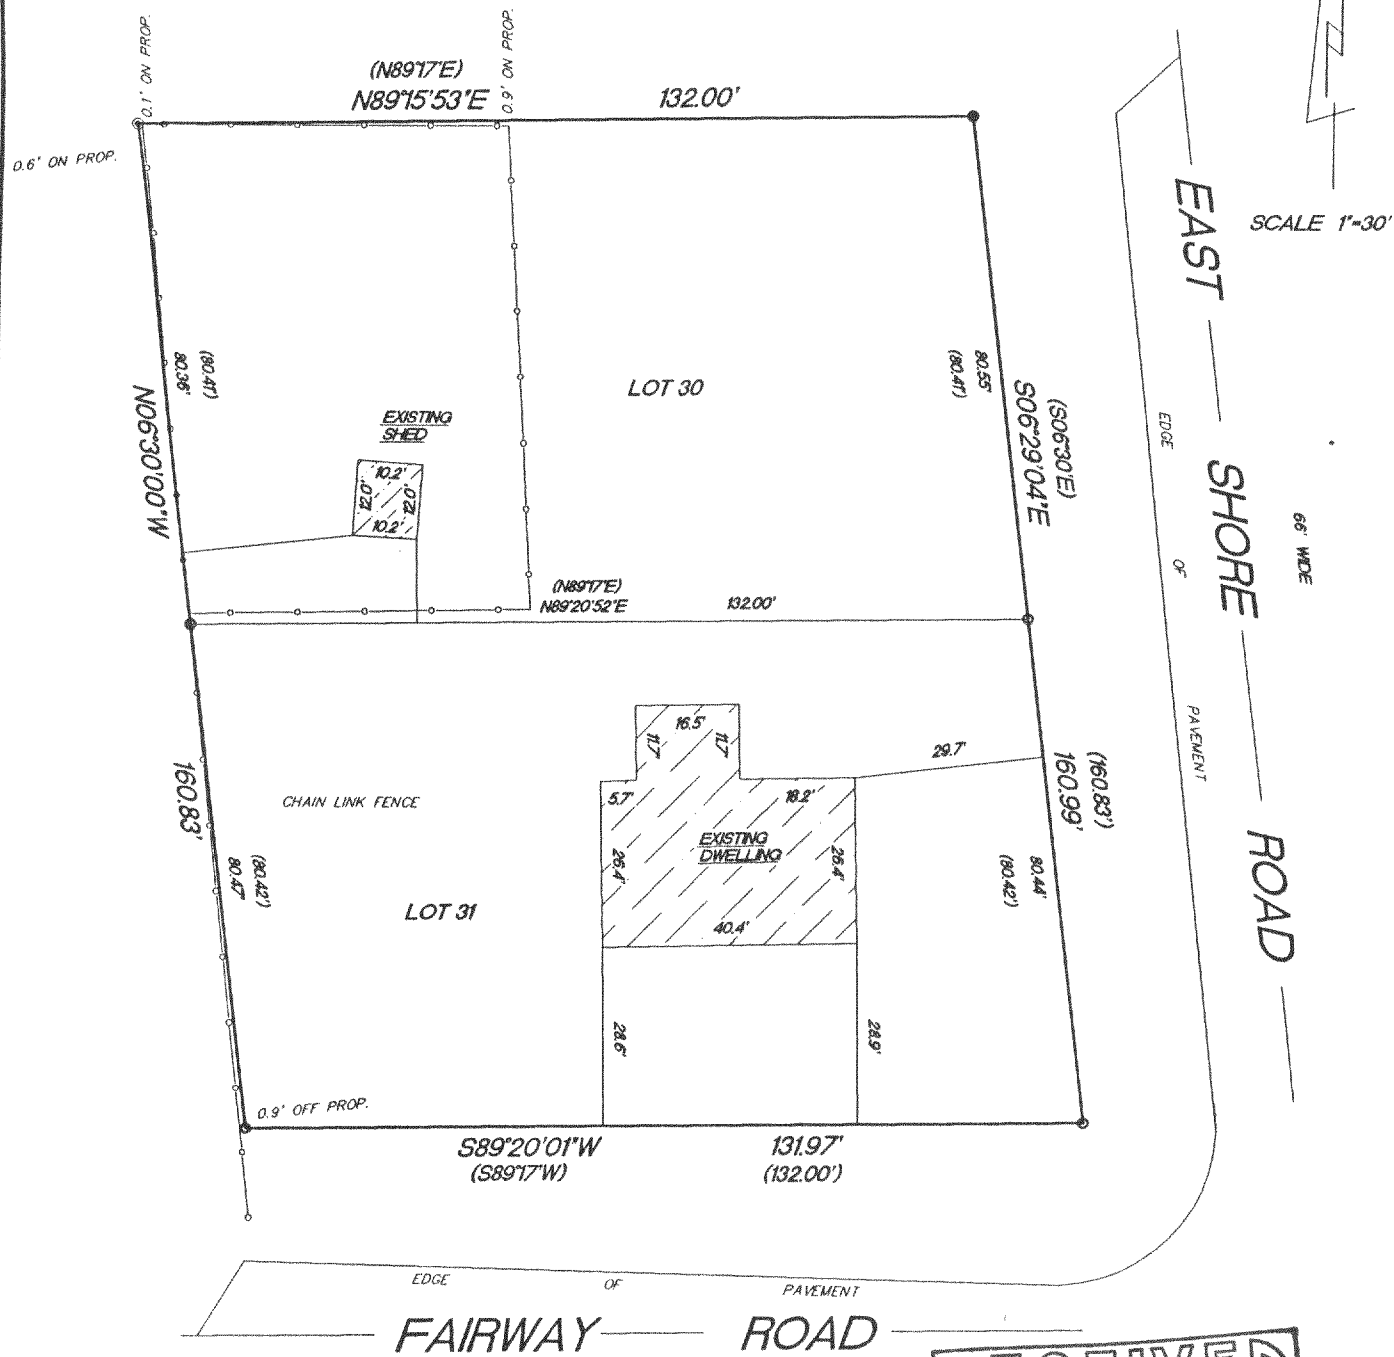 0.1' ON PROP.
(N89°17'E)
N89°15'53"E
0.9' ON PROP.
132.00'
0.6' ON PROP.
SCALE 1"=30'
EAST SHORE ROAD
66' WIDE
EDGE OF PAVEMENT
(80.41')
80.36'
N06°30'00"W
LOT 30
80.55'
(80.41')
(S06°30'E)
S06°29'04"E
EXISTING
SHED
10.2'
12.0'
12.0'
10.2'
(N89°17'E)
N89°20'52"E
132.00'
16.5'
11.7'
11.7'
29.7'
160.83'
CHAIN LINK FENCE
5.7'
18.2'
EXISTING
DWELLING
26.4'
26.4'
40.4'
(160.83')
160.99'
(80.42')
80.47'
80.44'
(80.42')
LOT 31
28.6'
28.9'
0.9' OFF PROP.
S89°20'01"W
(S89°17'W)
131.97'
(132.00')
EDGE OF PAVEMENT
FAIRWAY ROAD